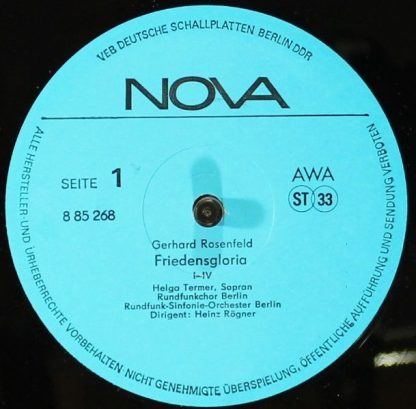 VEB DEUTSCHE SCHALLPLATTEN BERLIN DDR
NOVA
SEITE 1
8 85 268
AWA
ST 33
Gerhard Rosenfeld
Friedensgloria
I–IV
Helga Termer, Sopran
Rundfunkchor Berlin
Rundfunk-Sinfonie-Orchester Berlin
Dirigent: Heinz Rögner
ALLE HERSTELLER- UND URHEBERRECHTE VORBEHALTEN NICHT GENEHMIGTE ÜBERSPIELUNG, ÖFFENTLICHE AUFFÜHRUNG UND SENDUNG VERBOTEN